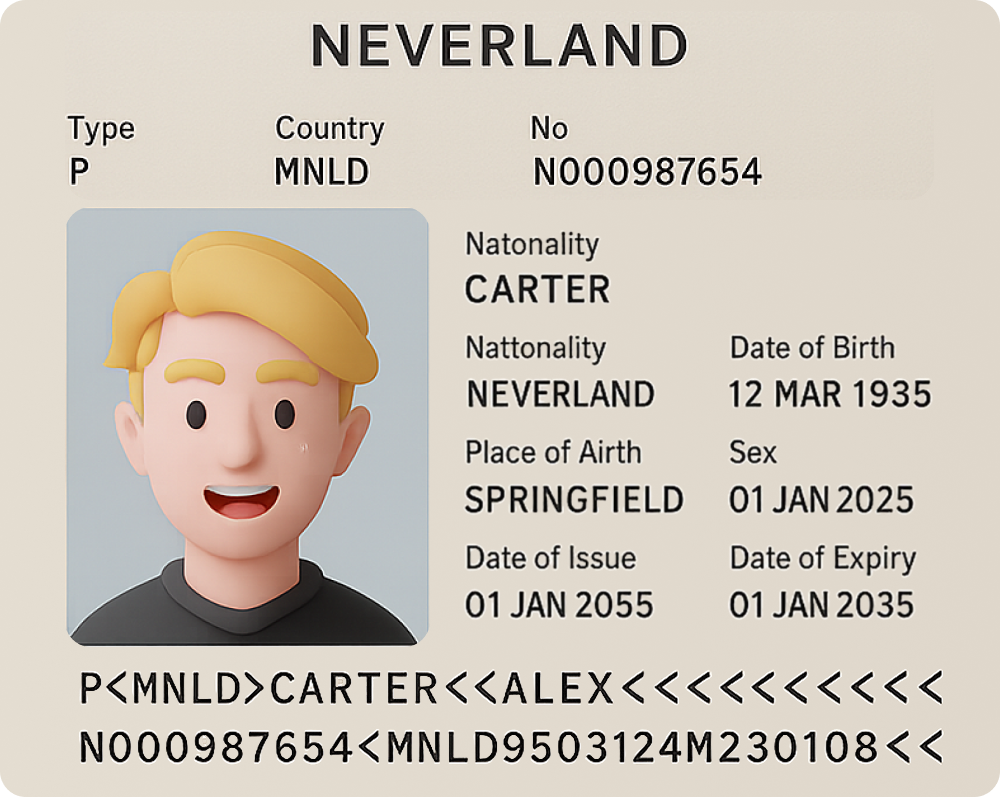 NEVERLAND
Type Country No
P MNLD N000987654
Natonality
CARTER
Nattonality Date of Birth
NEVERLAND 12 MAR 1935
Place of Airth Sex
SPRINGFIELD 01 JAN 2025
Date of Issue Date of Expiry
01 JAN 2055 01 JAN 2035
P<MNLD>CARTER<<ALEX<<<<<<<<<<<
N000987654<MNLD9503124M230108<<